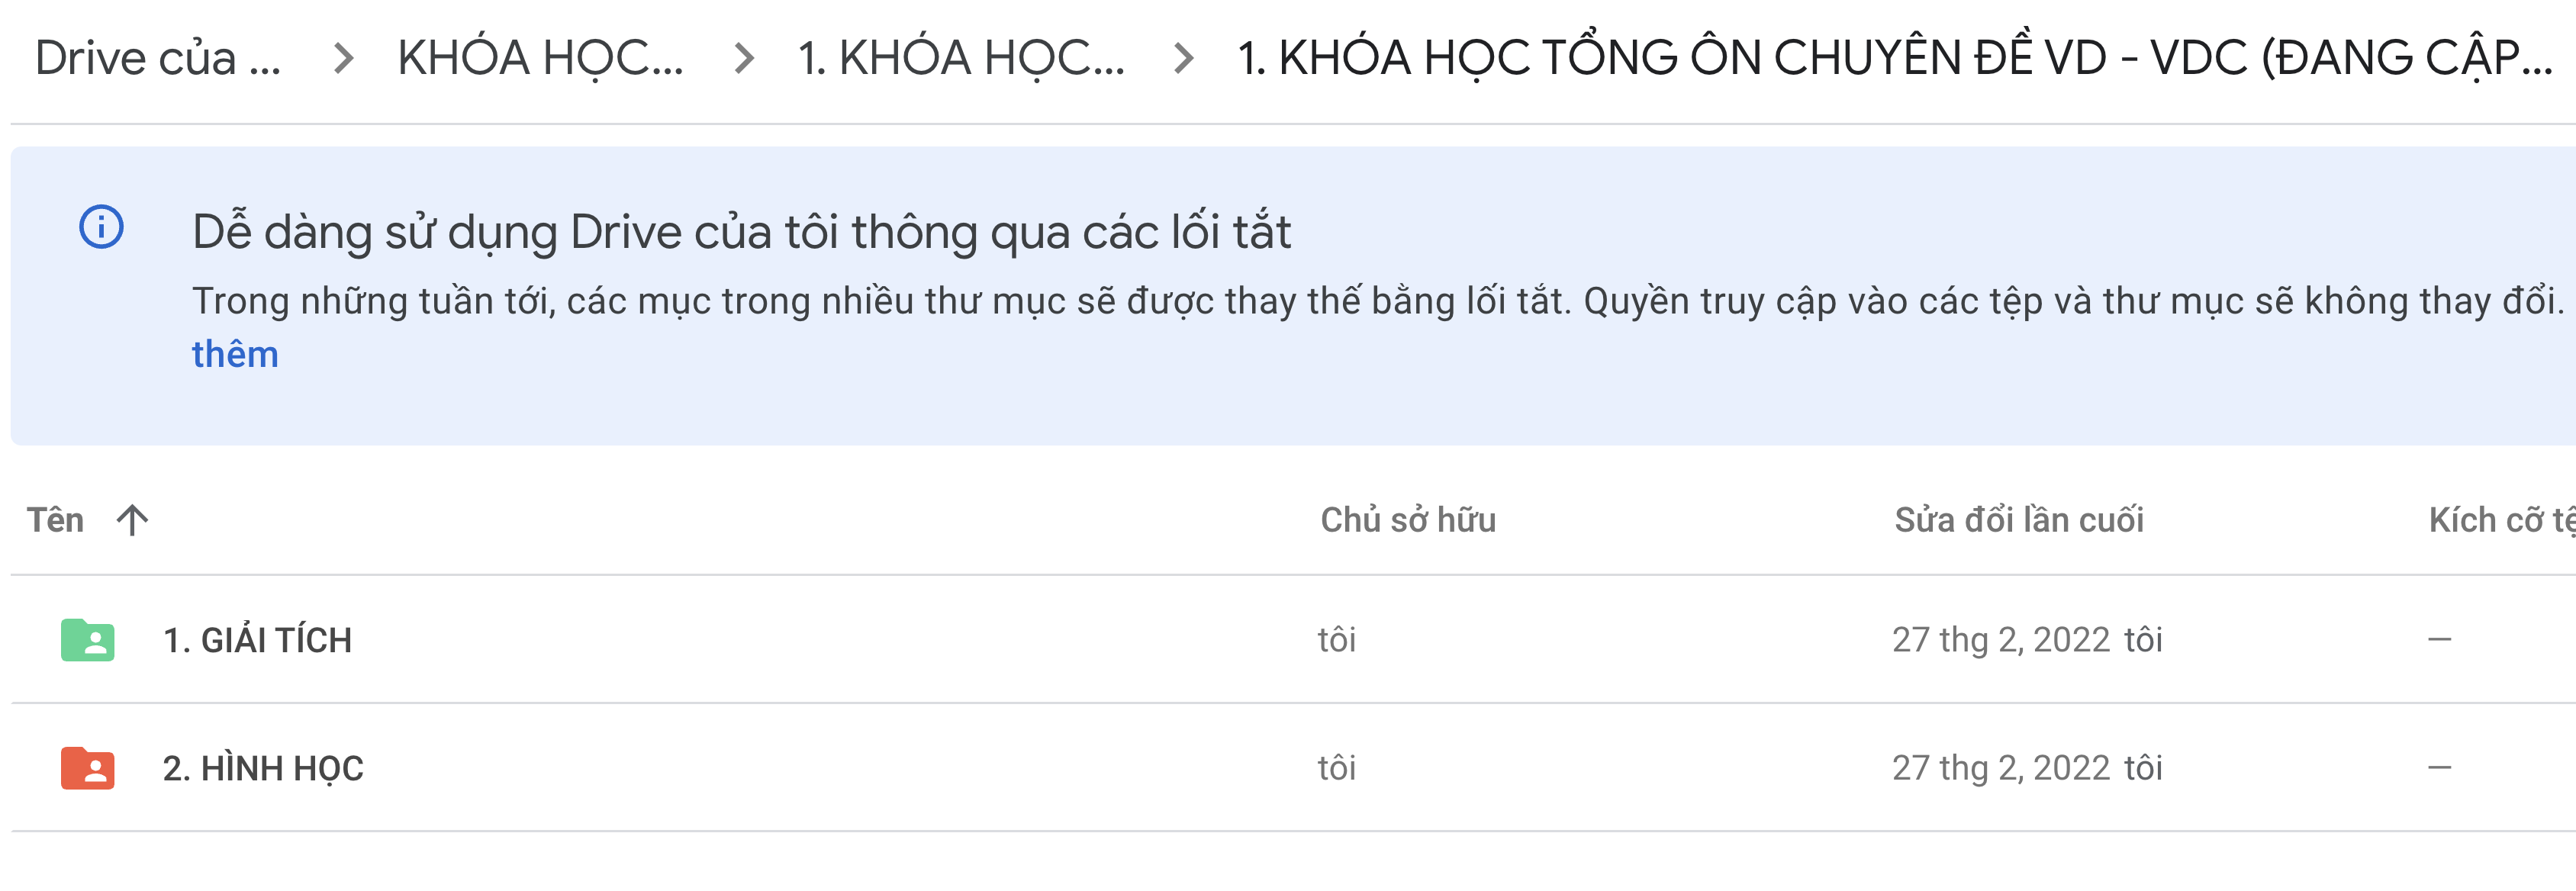 Drive của ... > KHÓA HỌC... > 1. KHÓA HỌC... > 1. KHÓA HỌC TỔNG ÔN CHUYÊN ĐỀ VD - VDC (ĐANG CẬP...
Dễ dàng sử dụng Drive của tôi thông qua các lối tắt
Trong những tuần tới, các mục trong nhiều thư mục sẽ được thay thế bằng lối tắt. Quyền truy cập vào các tệp và thư mục sẽ không thay đổi.
thêm
Tên ↑ Chủ sở hữu Sửa đổi lần cuối Kích cỡ
1. GIẢI TÍCH tôi 27 thg 2, 2022 tôi —
2. HÌNH HỌC tôi 27 thg 2, 2022 tôi —